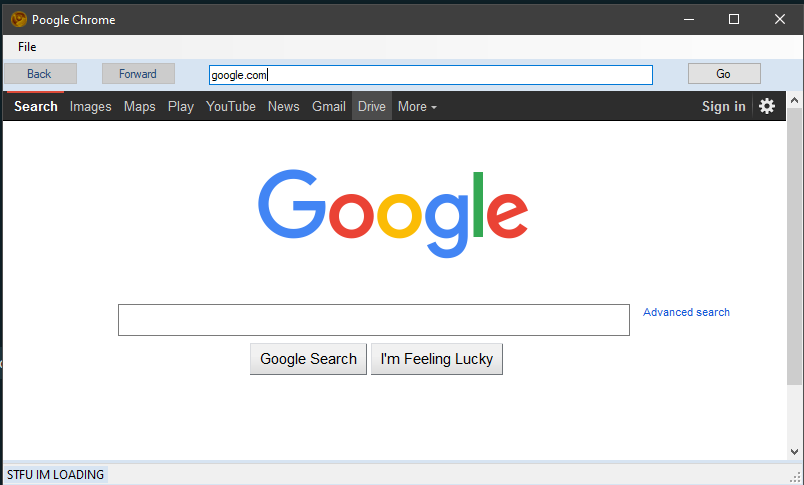 Poogle Chrome
File
Back Forward google.com Go
Search Images Maps Play YouTube News Gmail Drive More Sign in
Google
Advanced search
Google Search I'm Feeling Lucky
STFU IM LOADING